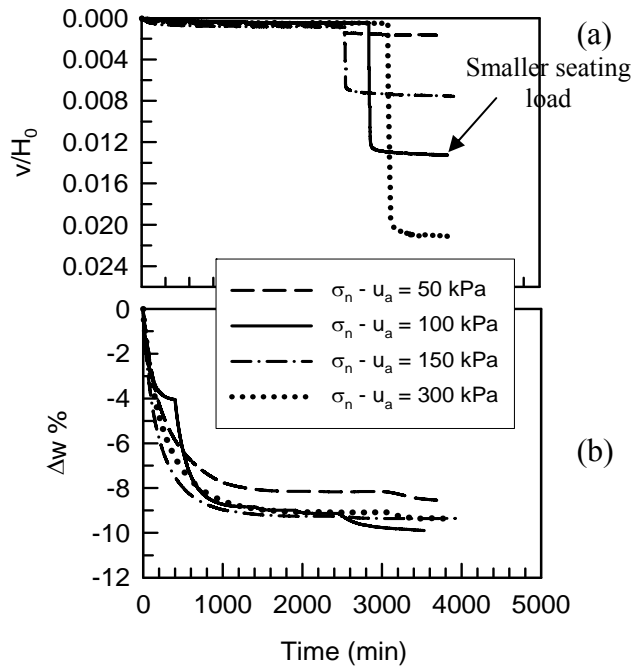 0.000
0.004
0.008
0.012
0.016
0.020
0.024
v/H0
(a)
Smaller seating
load
σn - ua = 50 kPa
σn - ua = 100 kPa
σn - ua = 150 kPa
σn - ua = 300 kPa
0
-2
-4
-6
-8
-10
-12
Δw %
(b)
0 1000 2000 3000 4000 5000
Time (min)